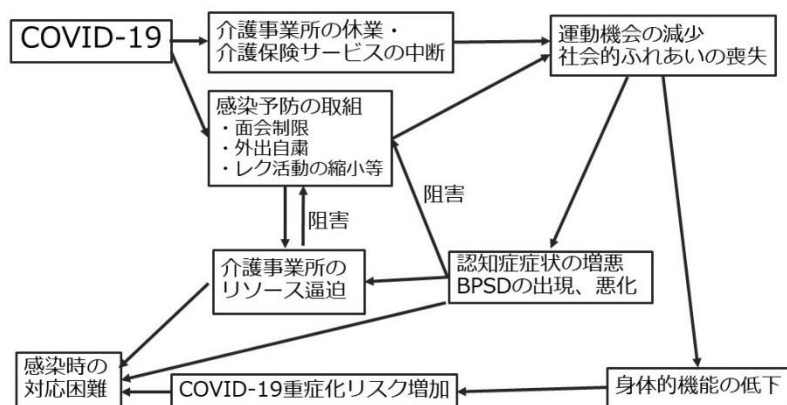 COVID-19
介護事業所の休業・
介護保険サービスの中断
運動機会の減少
社会的ふれあいの喪失
感染予防の取組
・面会制限
・外出自粛
・レク活動の縮小等
阻害
阻害
介護事業所の
リソース逼迫
認知症症状の増悪
BPSDの出現、悪化
感染時の
対応困難
COVID-19重症化リスク増加
身体的機能の低下